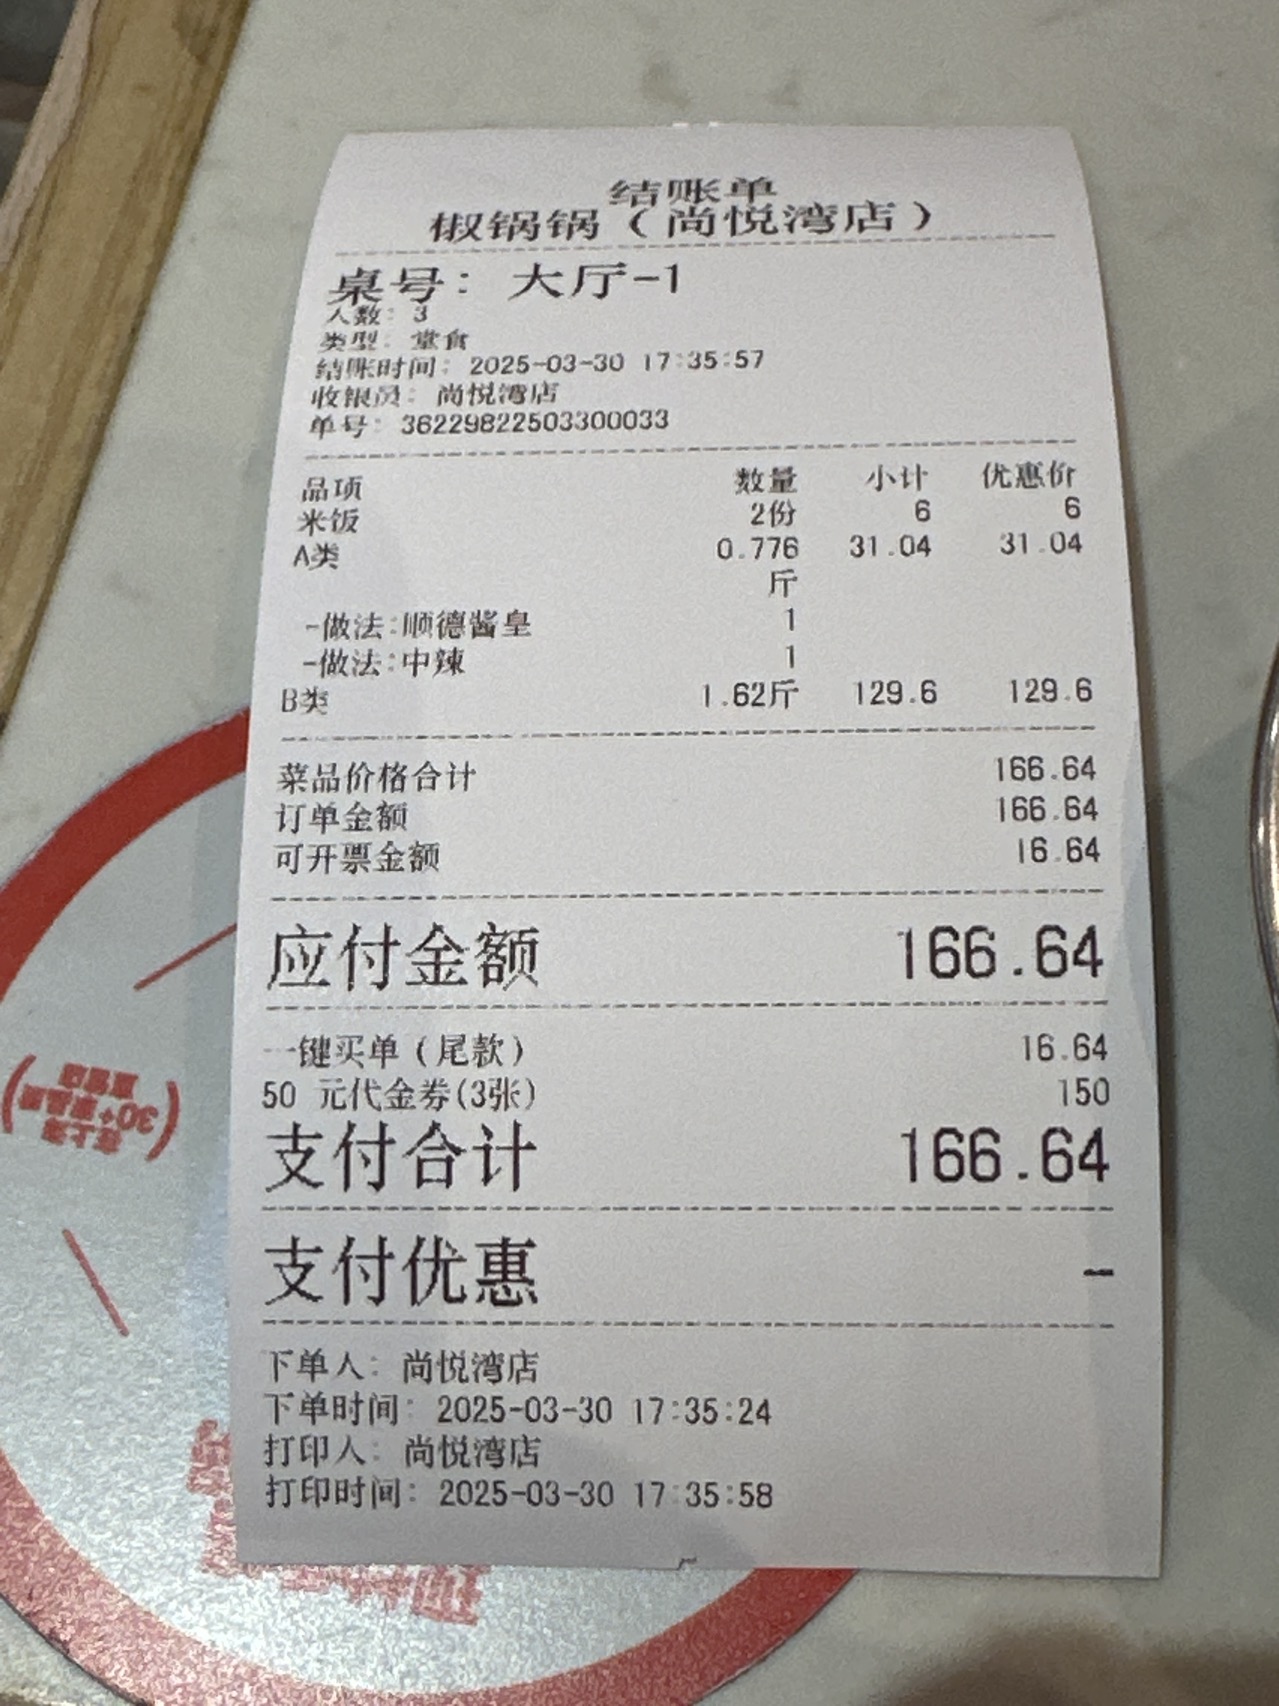 结账单
椒锅锅（尚悦湾店）
桌号：大厅-1
人数：3
类型：堂食
结账时间：2025-03-30 17:35:57
收银员：尚悦湾店
单号：36229822503300033
品项 数量 小计 优惠价
米饭 2份 6 6
A类 0.776 31.04 31.04
斤
-做法:顺德酱皇 1
-做法:中辣 1
B类 1.62斤 129.6 129.6
菜品价格合计 166.64
订单金额 166.64
可开票金额 16.64
应付金额 166.64
一键买单（尾款） 16.64
50 元代金券(3张) 150
支付合计 166.64
支付优惠 -
下单人：尚悦湾店
下单时间：2025-03-30 17:35:24
打印人：尚悦湾店
打印时间：2025-03-30 17:35:58